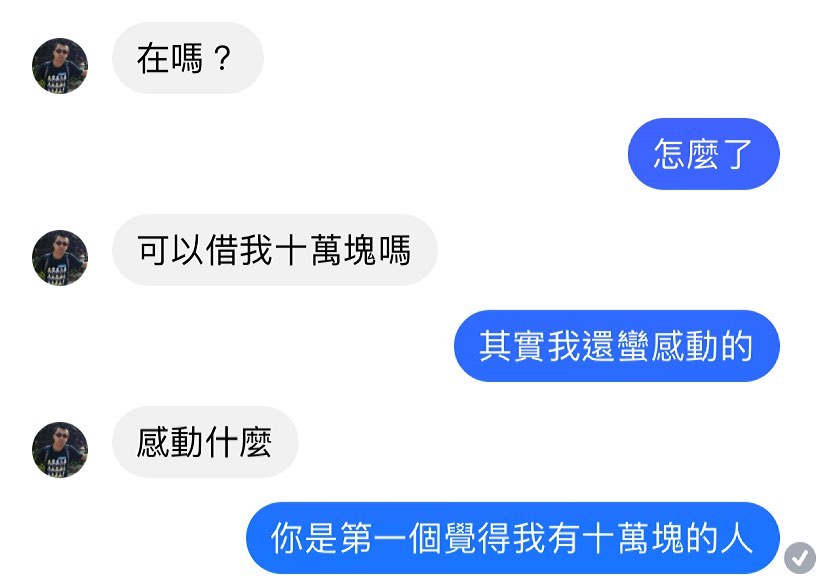 在嗎？
怎麼了
可以借我十萬塊嗎
其實我還蠻感動的
感動什麼
你是第一個覺得我有十萬塊的人